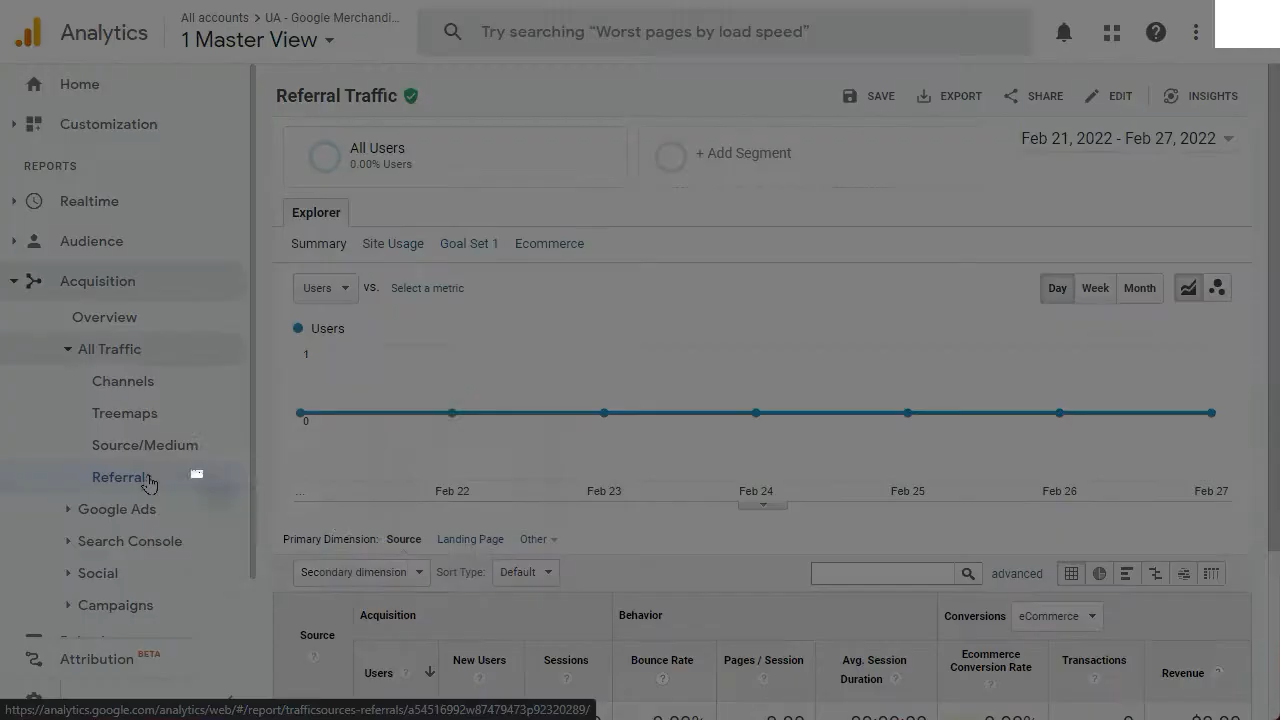 Analytics
All accounts > UA - Google Merchandi...
1 Master View
Try searching “Worst pages by load speed”
Home
Customization
REPORTS
Realtime
Audience
Acquisition
Overview
All Traffic
Channels
Treemaps
Source/Medium
Referrals
Google Ads
Search Console
Social
Campaigns
Attribution BETA
Referral Traffic
SAVE
EXPORT
SHARE
EDIT
INSIGHTS
All Users
0.00% Users
+ Add Segment
Feb 21, 2022 - Feb 27, 2022
Explorer
Summary Site Usage Goal Set 1 Ecommerce
Users VS. Select a metric
Day Week Month
Users
1
0
... Feb 22 Feb 23 Feb 24 Feb 25 Feb 26 Feb 27
Primary Dimension: Source Landing Page Other
Secondary dimension Sort Type: Default
advanced
Source
Acquisition
Behavior
Conversions eCommerce
Users
New Users
Sessions
Bounce Rate
Pages / Session
Avg. Session
Duration
Ecommerce
Conversion Rate
Transactions
Revenue
https://analytics.google.com/analytics/web/#/report/trafficsources-referrals/a54516992w87479473p92320289/